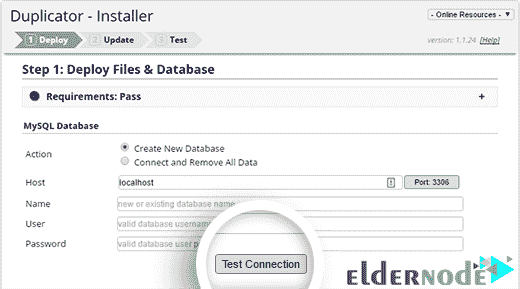 Duplicator - Installer
- Online Resources -
1 Deploy 2 Update 3 Test
version: 1.1.24 [Help]
Step 1: Deploy Files & Database
Requirements: Pass +
MySQL Database
Action
Create New Database
Connect and Remove All Data
Host localhost Port: 3306
Name new or existing database name
User valid database username
Password valid database user
Test Connection
ELDERNODE